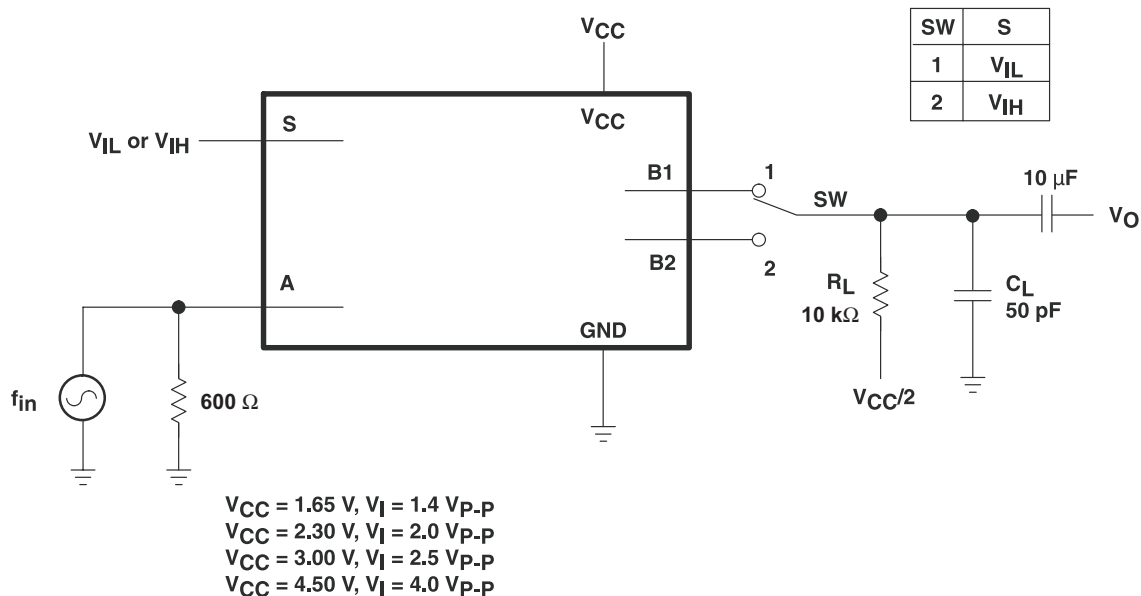 VCC
SW S
1 VIL
2 VIH
VCC
S
VIL or VIH
B1
1
SW
10 μF
VO
B2
2
A
RL
10 kΩ
CL
50 pF
GND
fin
600 Ω
VCC/2
VCC = 1.65 V, VI = 1.4 VP-P
VCC = 2.30 V, VI = 2.0 VP-P
VCC = 3.00 V, VI = 2.5 VP-P
VCC = 4.50 V, VI = 4.0 VP-P